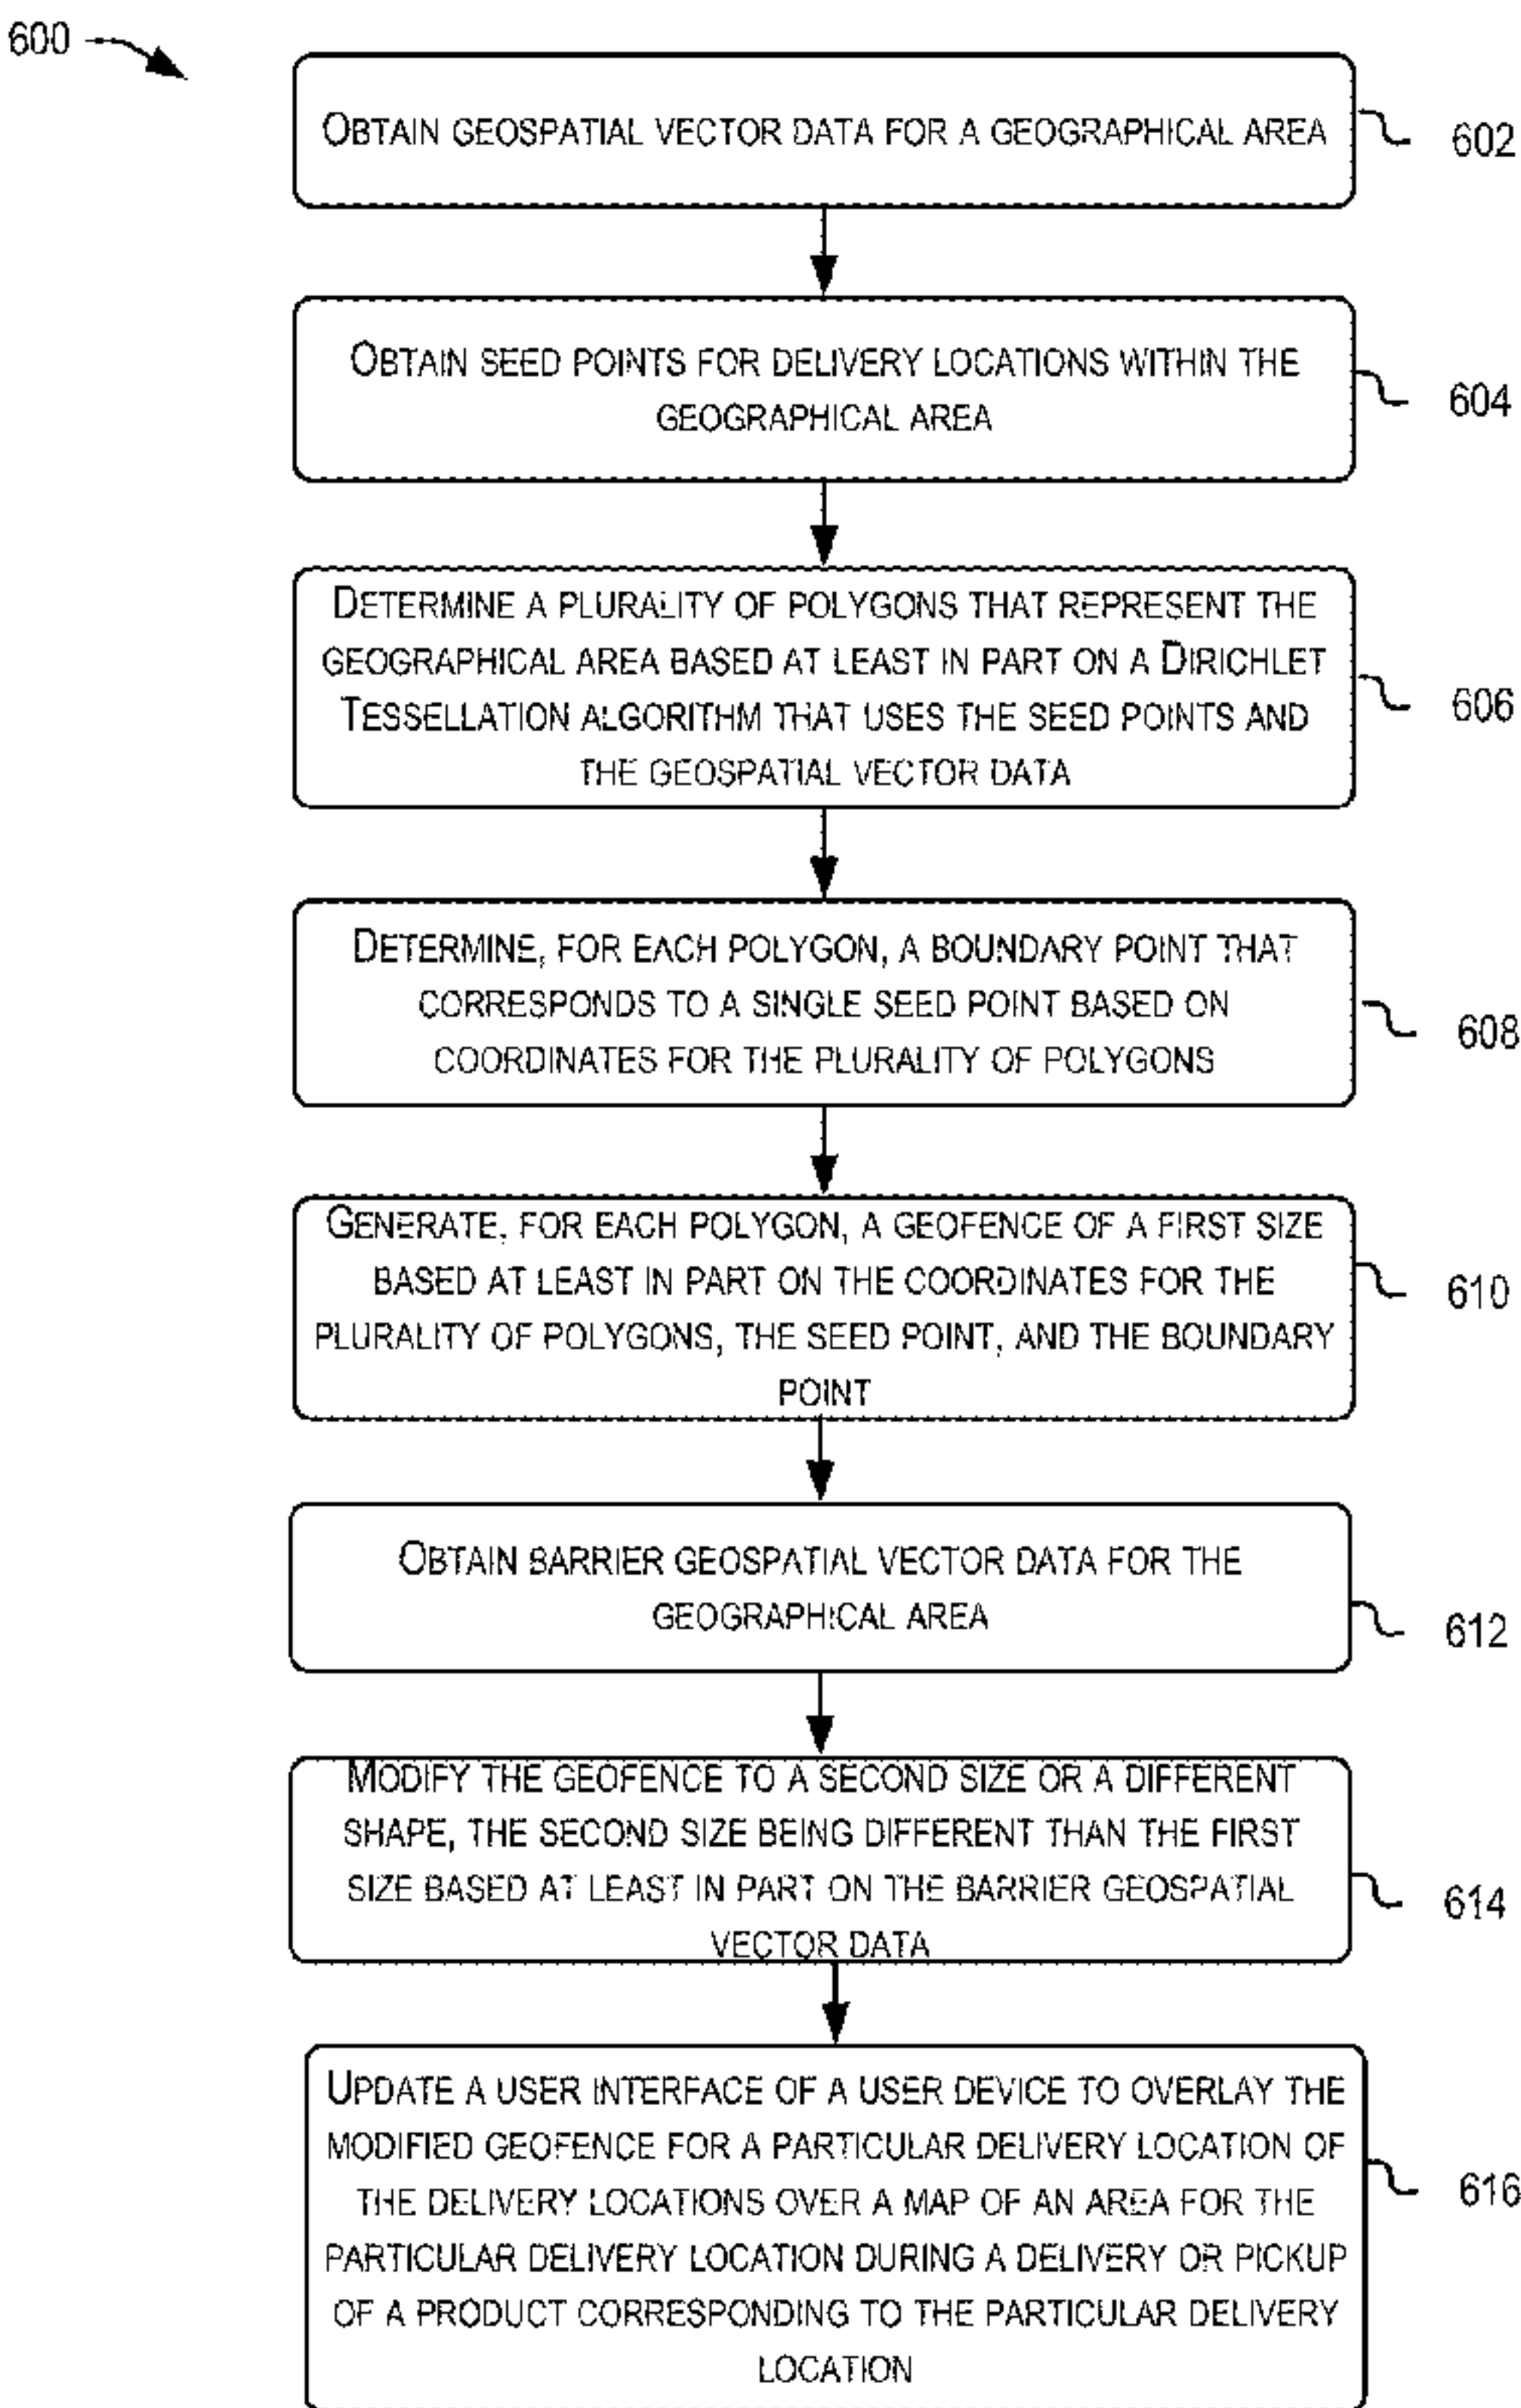 600
OBTAIN GEOSPATIAL VECTOR DATA FOR A GEOGRAPHICAL AREA
602
OBTAIN SEED POINTS FOR DELIVERY LOCATIONS WITHIN THE
GEOGRAPHICAL AREA
604
DETERMINE A PLURALITY OF POLYGONS THAT REPRESENT THE
GEOGRAPHICAL AREA BASED AT LEAST IN PART ON A DIRICHLET
TESSELLATION ALGORITHM THAT USES THE SEED POINTS AND
THE GEOSPATIAL VECTOR DATA
606
DETERMINE, FOR EACH POLYGON, A BOUNDARY POINT THAT
CORRESPONDS TO A SINGLE SEED POINT BASED ON
COORDINATES FOR THE PLURALITY OF POLYGONS
608
GENERATE, FOR EACH POLYGON, A GEOFENCE OF A FIRST SIZE
BASED AT LEAST IN PART ON THE COORDINATES FOR THE
PLURALITY OF POLYGONS, THE SEED POINT, AND THE BOUNDARY
POINT
610
OBTAIN BARRIER GEOSPATIAL VECTOR DATA FOR THE
GEOGRAPHICAL AREA
612
MODIFY THE GEOFENCE TO A SECOND SIZE OR A DIFFERENT
SHAPE, THE SECOND SIZE BEING DIFFERENT THAN THE FIRST
SIZE BASED AT LEAST IN PART ON THE BARRIER GEOSPATIAL
VECTOR DATA
614
UPDATE A USER INTERFACE OF A USER DEVICE TO OVERLAY THE
MODIFIED GEOFENCE FOR A PARTICULAR DELIVERY LOCATION OF
THE DELIVERY LOCATIONS OVER A MAP OF AN AREA FOR THE
PARTICULAR DELIVERY LOCATION DURING A DELIVERY OR PICKUP
OF A PRODUCT CORRESPONDING TO THE PARTICULAR DELIVERY
LOCATION
616